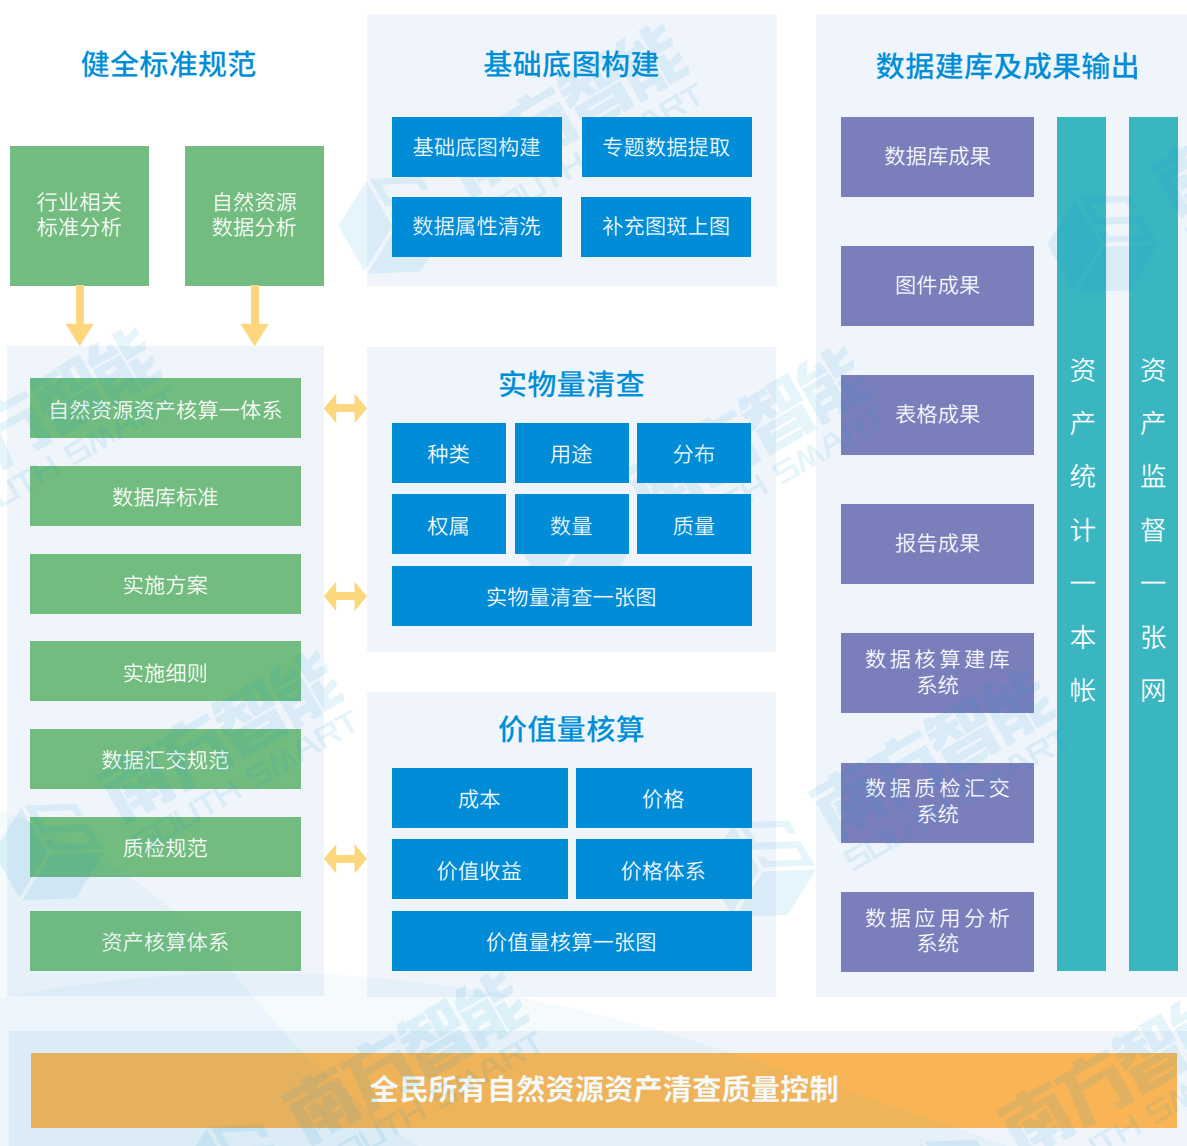 健全标准规范
行业相关
标准分析
自然资源
数据分析
自然资源资产核算一体系
数据库标准
实施方案
实施细则
数据汇交规范
质检规范
资产核算体系
基础底图构建
基础底图构建
专题数据提取
数据属性清洗
补充图斑上图
实物量清查
种类
用途
分布
权属
数量
质量
实物量清查一张图
价值量核算
成本
价格
价值收益
价格体系
价值量核算一张图
数据建库及成果输出
数据库成果
图件成果
表格成果
报告成果
数据核算建库
系统
数据质检汇交
系统
数据应用分析
系统
资产统计一本帐
资产监督一张网
全民所有自然资源资产清查质量控制
南方智能
SOUTH SMART